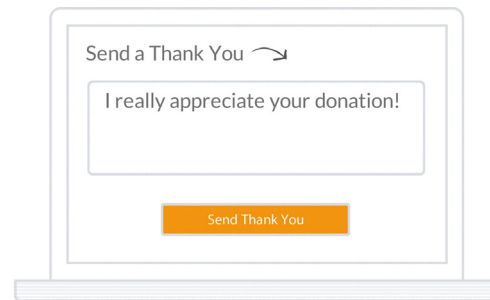 Send a Thank You
I really appreciate your donation!
Send Thank You